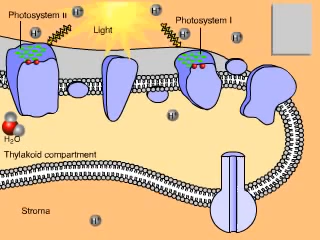 Photosystem II
Photosystem I
Light
H+
H+
H+
H+
H+
H+
H2O
Thylakoid compartment
Stroma